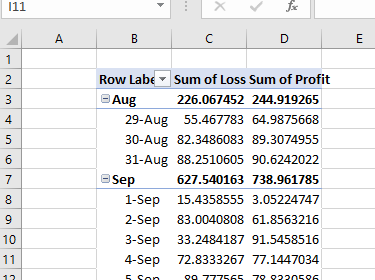 I11
fx
A B C D E
1
2 Row Labe Sum of Loss Sum of Profit
3 Aug 226.067452 244.919265
4 29-Aug 55.467783 64.9875668
5 30-Aug 82.3486083 89.3074955
6 31-Aug 88.2510605 90.6242022
7 Sep 627.540163 738.961785
8 1-Sep 15.4358555 3.05224747
9 2-Sep 83.0040808 61.8563216
10 3-Sep 33.2484187 91.5458516
11 4-Sep 72.8333267 77.1447034
12 5-Sep 89.777565 78.8330586